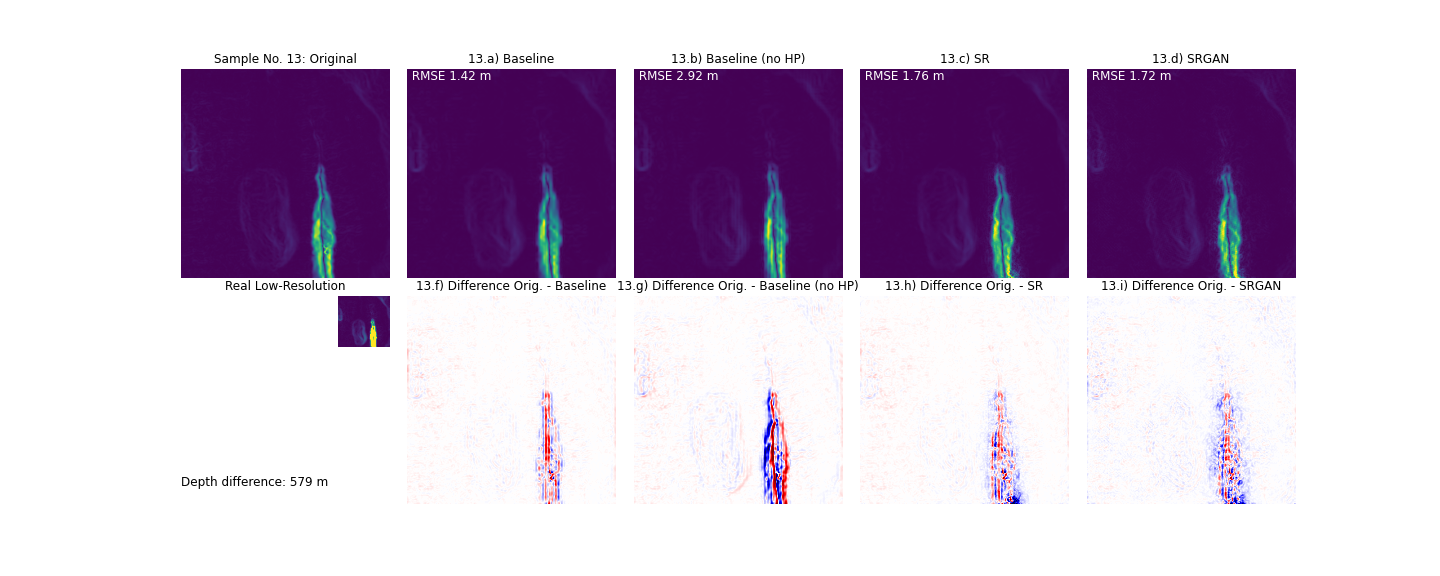 Sample No. 13: Original
13.a) Baseline
13.b) Baseline (no HP)
13.c) SR
13.d) SRGAN
RMSE 1.42 m
RMSE 2.92 m
RMSE 1.76 m
RMSE 1.72 m
Real Low-Resolution
13.f) Difference Orig. - Baseline
13.g) Difference Orig. - Baseline (no HP)
13.h) Difference Orig. - SR
13.i) Difference Orig. - SRGAN
Depth difference: 579 m